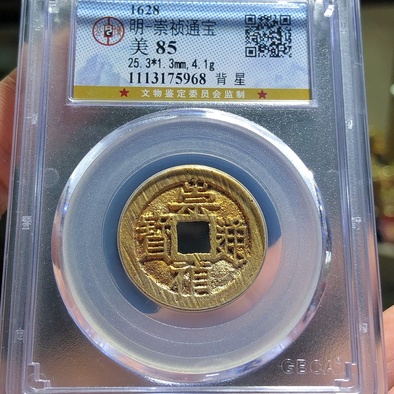 1628
明-崇祯通宝
美 85
25.3*1.3mm, 4.1g
1113175968 背星
★ 文物鉴定委员会监制 ★
崇
寶 通
禎
GBCA